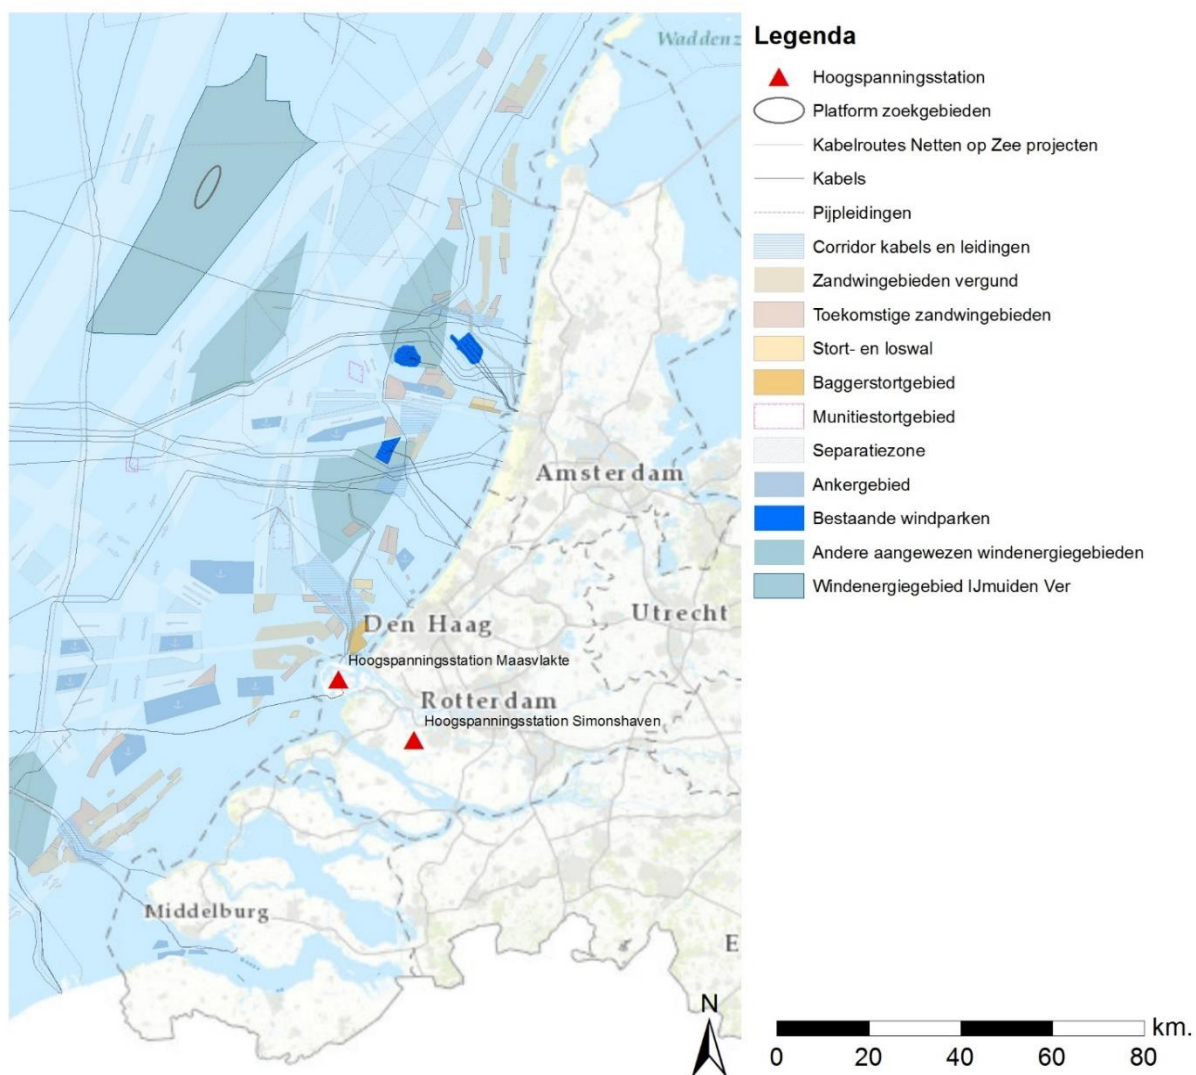 Waddenz
Amsterdam
Utrecht
Den Haag
Hoogspanningsstation Maasvlakte
Rotterdam
Hoogspanningsstation Simonshaven
Middelburg
E
N
Legenda
Hoogspanningsstation
Platform zoekgebieden
Kabelroutes Netten op Zee projecten
Kabels
Pijpleidingen
Corridor kabels en leidingen
Zandwingebieden vergund
Toekomstige zandwingebieden
Stort- en loswal
Baggerstortgebied
Munitiestortgebied
Separatiezone
Ankergebied
Bestaande windparken
Andere aangewezen windenergiegebieden
Windenergiegebied IJmuiden Ver
km.
0 20 40 60 80